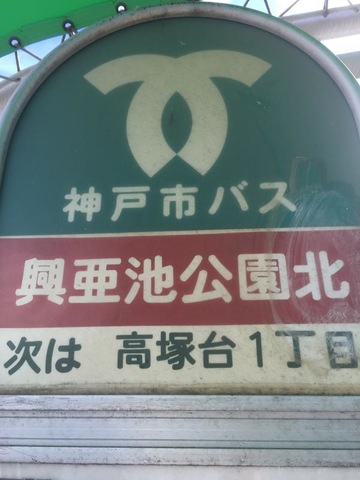 神戸市バス
興亜池公園北
次は 高塚台1丁目